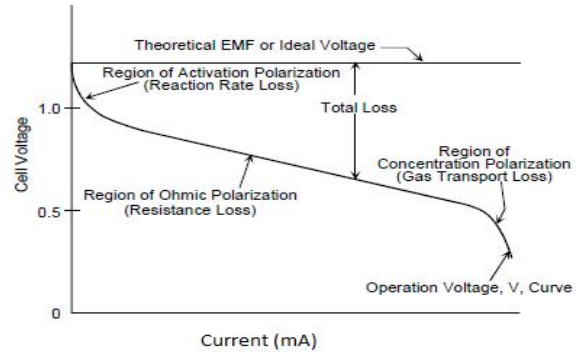 Theoretical EMF or Ideal Voltage
Region of Activation Polarization
(Reaction Rate Loss)
Total Loss
1.0
Cell Voltage
Region of
Concentration Polarization
(Gas Transport Loss)
Region of Ohmic Polarization
(Resistance Loss)
0.5
Operation Voltage, V, Curve
0
Current (mA)